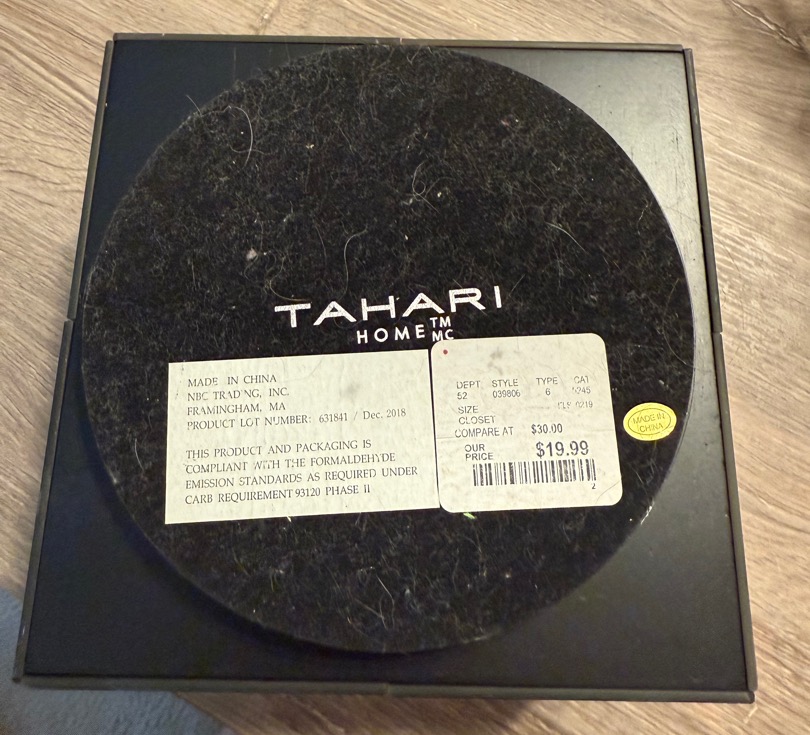 TAHARI
HOME TM
MC
MADE IN CHINA
NBC TRADING, INC.
FRAMINGHAM, MA
PRODUCT LOT NUMBER: 631841 / Dec. 2018
THIS PRODUCT AND PACKAGING IS
COMPLIANT WITH THE FORMALDEHYDE
EMISSION STANDARDS AS REQUIRED UNDER
CARB REQUIREMENT 93120 PHASE II
DEPT STYLE TYPE CAT
52 039806 6
SIZE
CLOSET
COMPARE AT $30.00
OUR
PRICE $19.99
2
MADE IN
CHINA